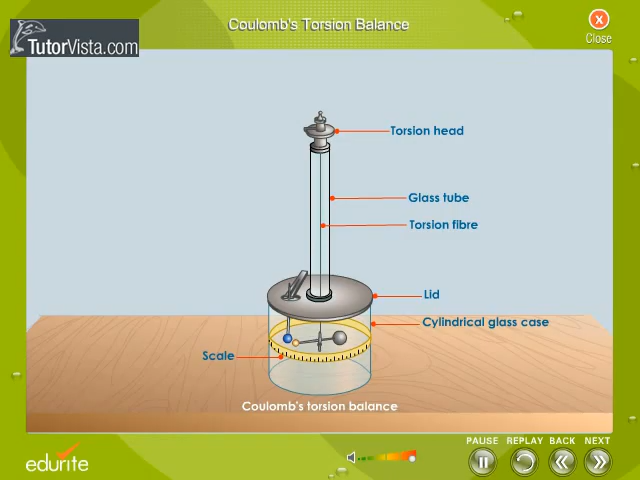 Coulomb's Torsion Balance
TutorVista.com
Close
Torsion head
Glass tube
Torsion fibre
Lid
Cylindrical glass case
Scale
Coulomb's torsion balance
edurite
PAUSE REPLAY BACK NEXT